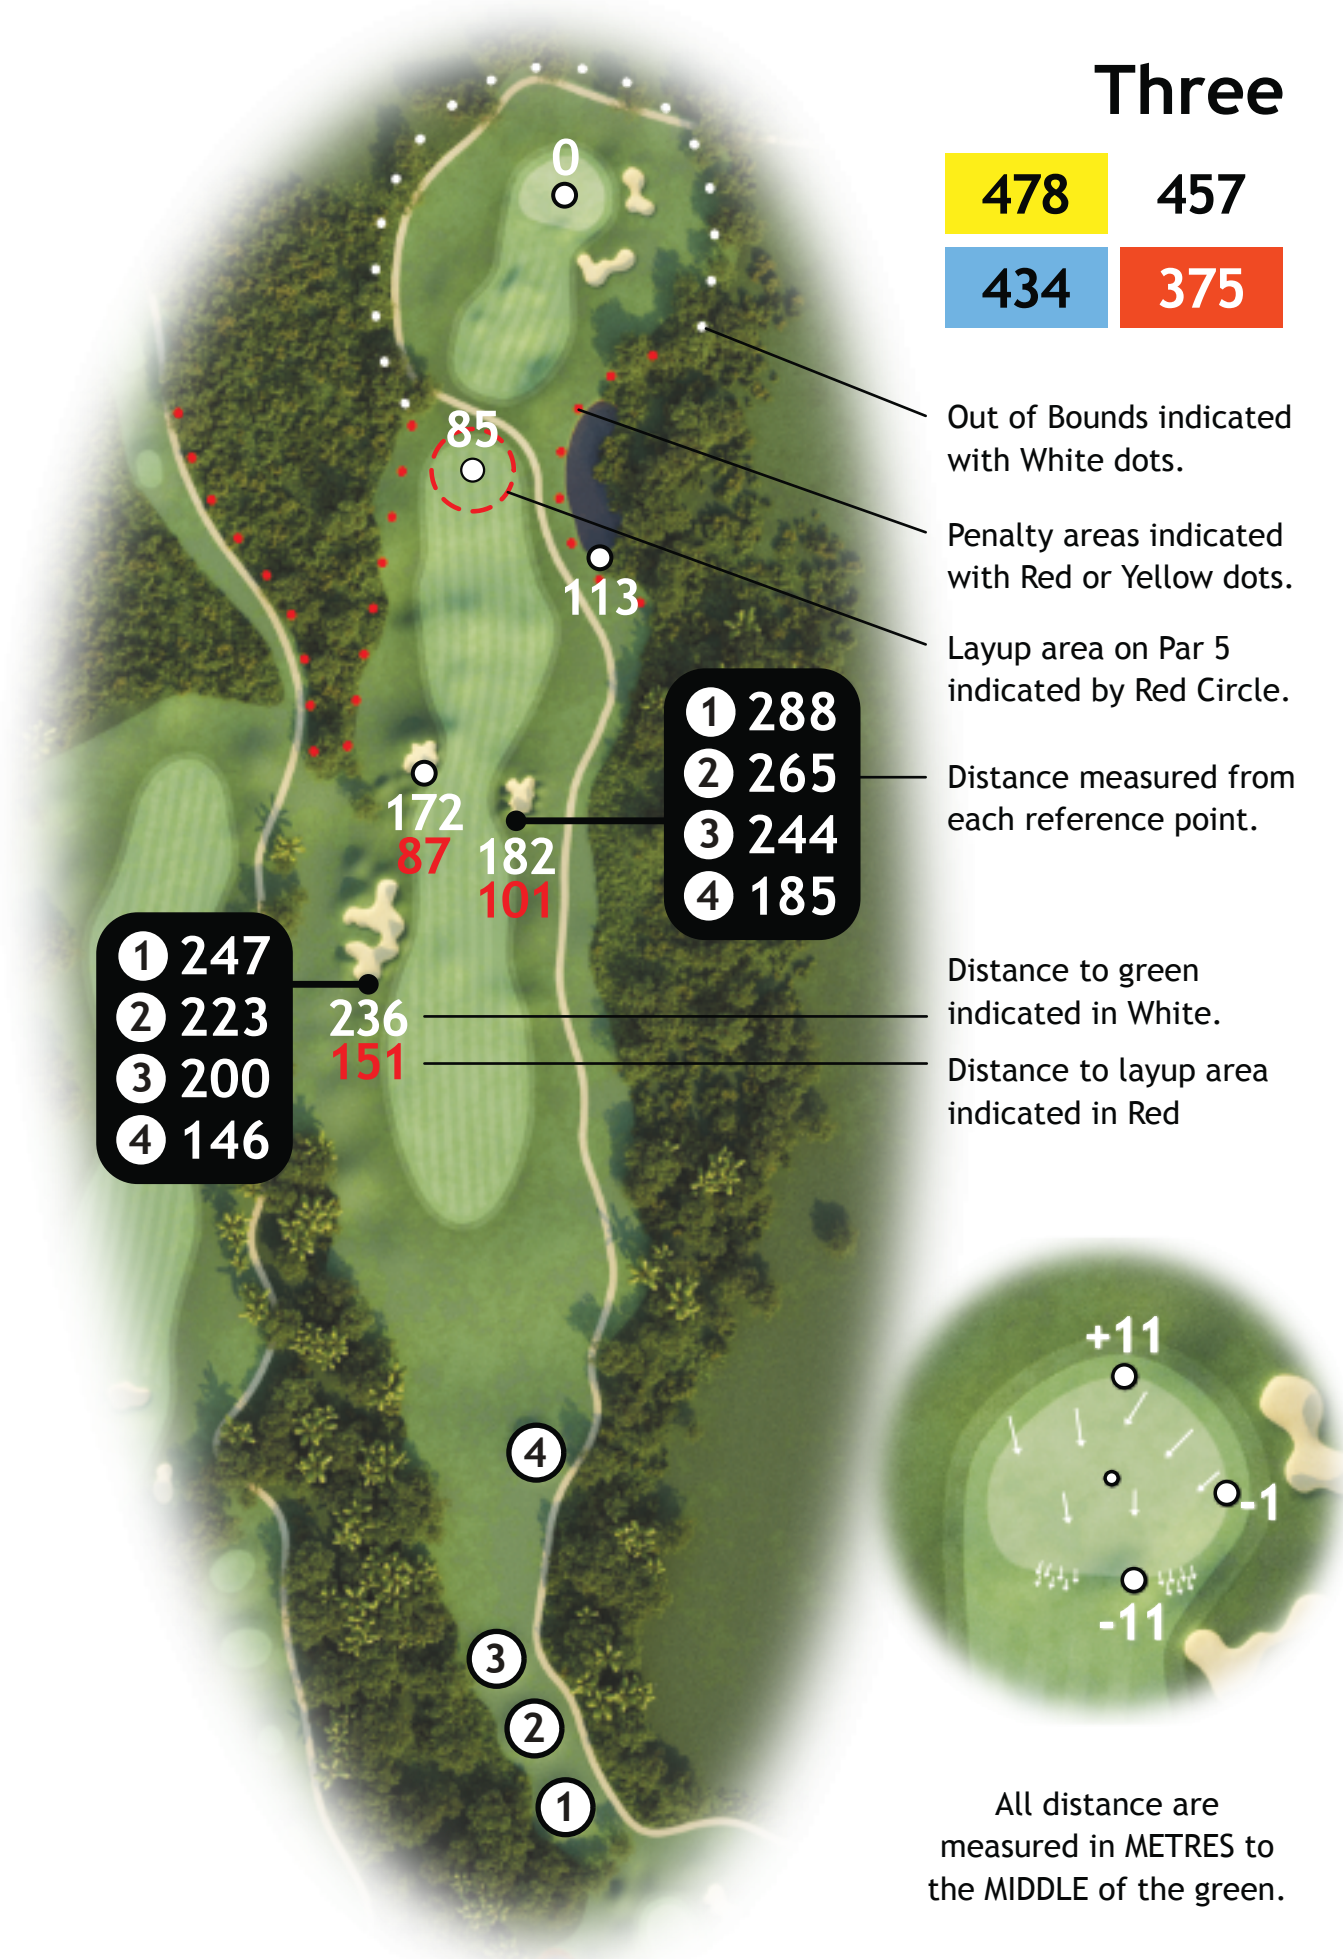 Three
478 457
434 375
0
Out of Bounds indicated
with White dots.
85
Penalty areas indicated
with Red or Yellow dots.
113
Layup area on Par 5
indicated by Red Circle.
1 288
2 265
3 244
4 185
Distance measured from
each reference point.
172
87
182
101
1 247
2 223
3 200
4 146
236
151
Distance to green
indicated in White.
Distance to layup area
indicated in Red
4
3
2
1
+11
-1
-11
All distance are
measured in METRES to
the MIDDLE of the green.